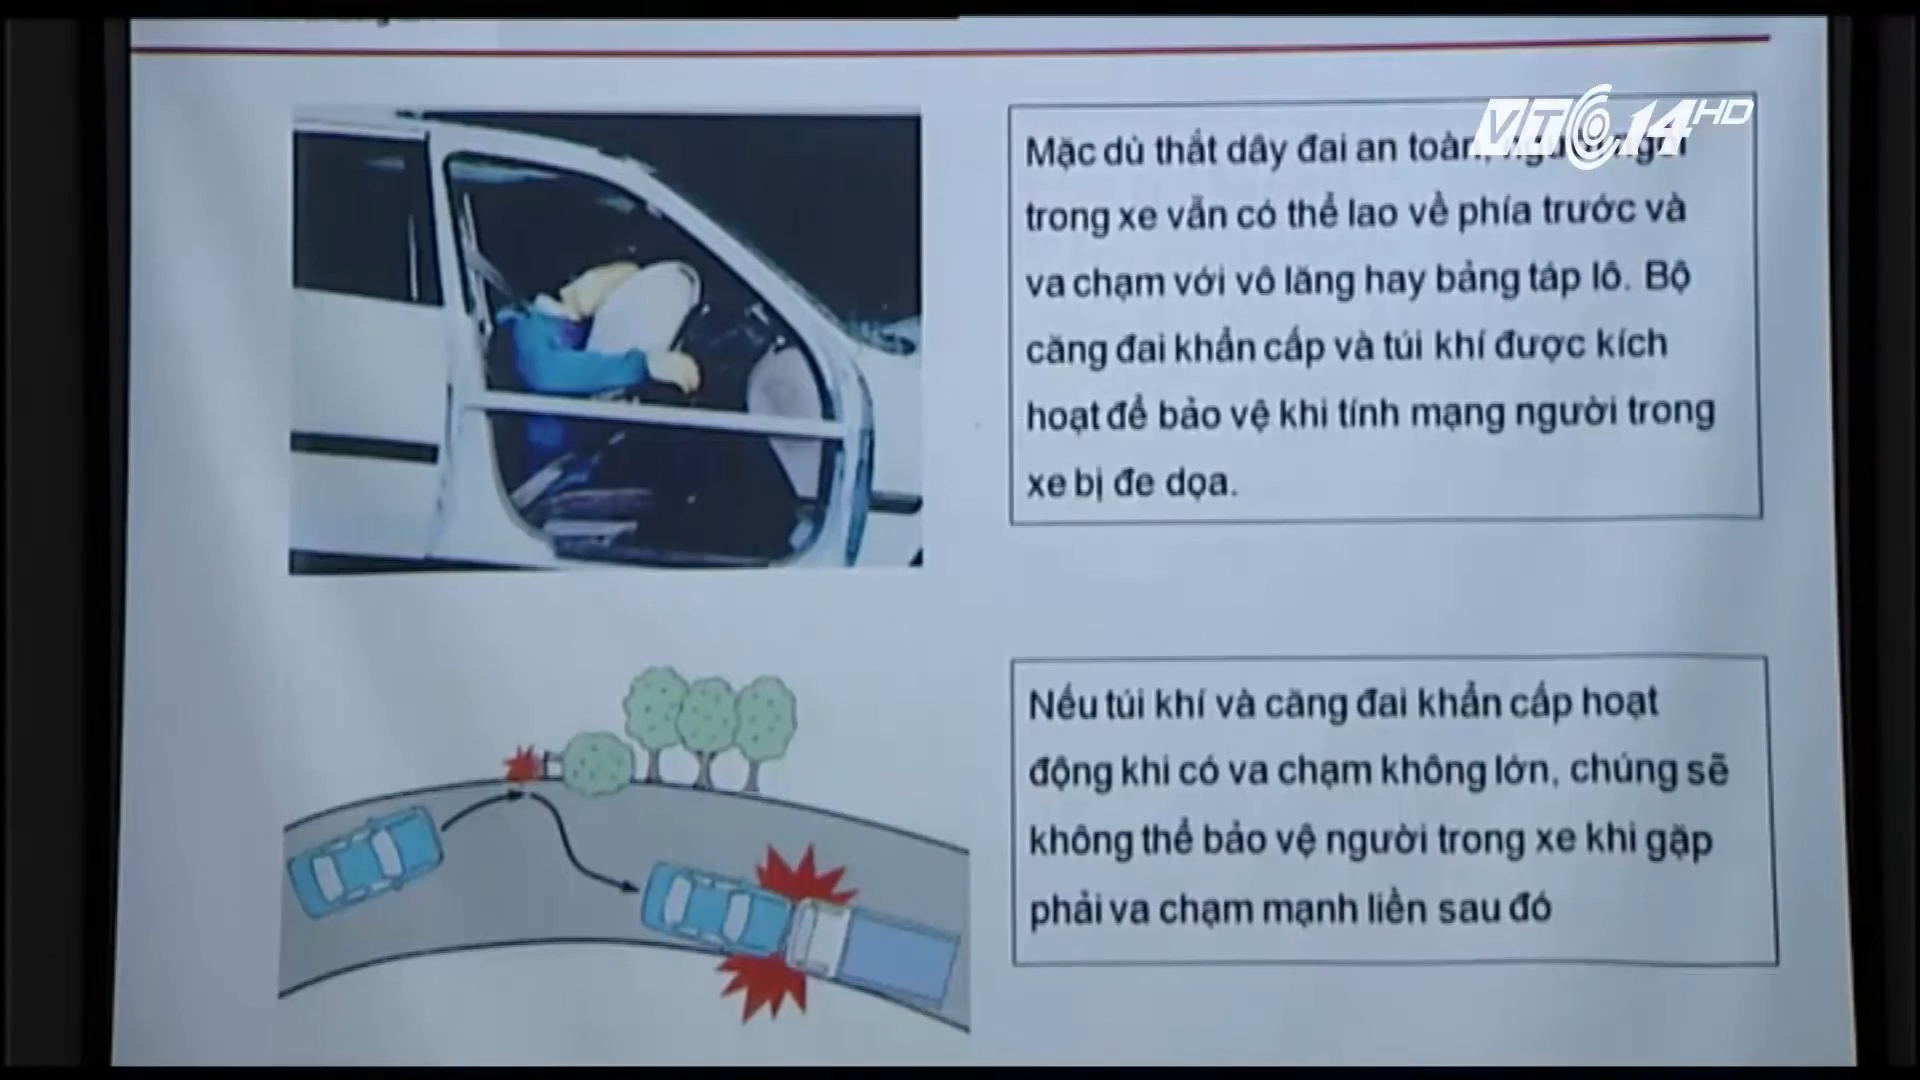 VTC14 HD
Mặc dù thắt dây đai an toàn, người ngồi
trong xe vẫn có thể lao về phía trước và
va chạm với vô lăng hay bảng táp lô. Bộ
căng đai khẩn cấp và túi khí được kích
hoạt để bảo vệ khi tính mạng người trong
xe bị đe dọa.
Nếu túi khí và căng đai khẩn cấp hoạt
động khi có va chạm không lớn, chúng sẽ
không thể bảo vệ người trong xe khi gặp
phải va chạm mạnh liền sau đó